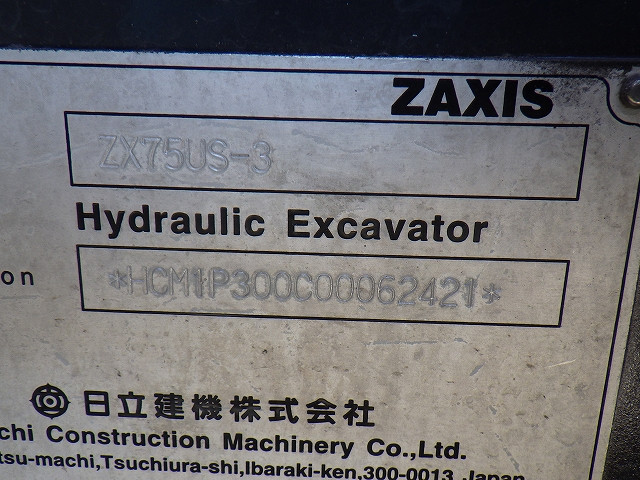 ZAXIS
ZX75US-3
Hydraulic Excavator
on
*HCM1P300C00062421*
日立建機株式会社
chi Construction Machinery Co.,Ltd.
tsu-machi,Tsuchiura-shi,Ibaraki-ken,300-0013 Japan